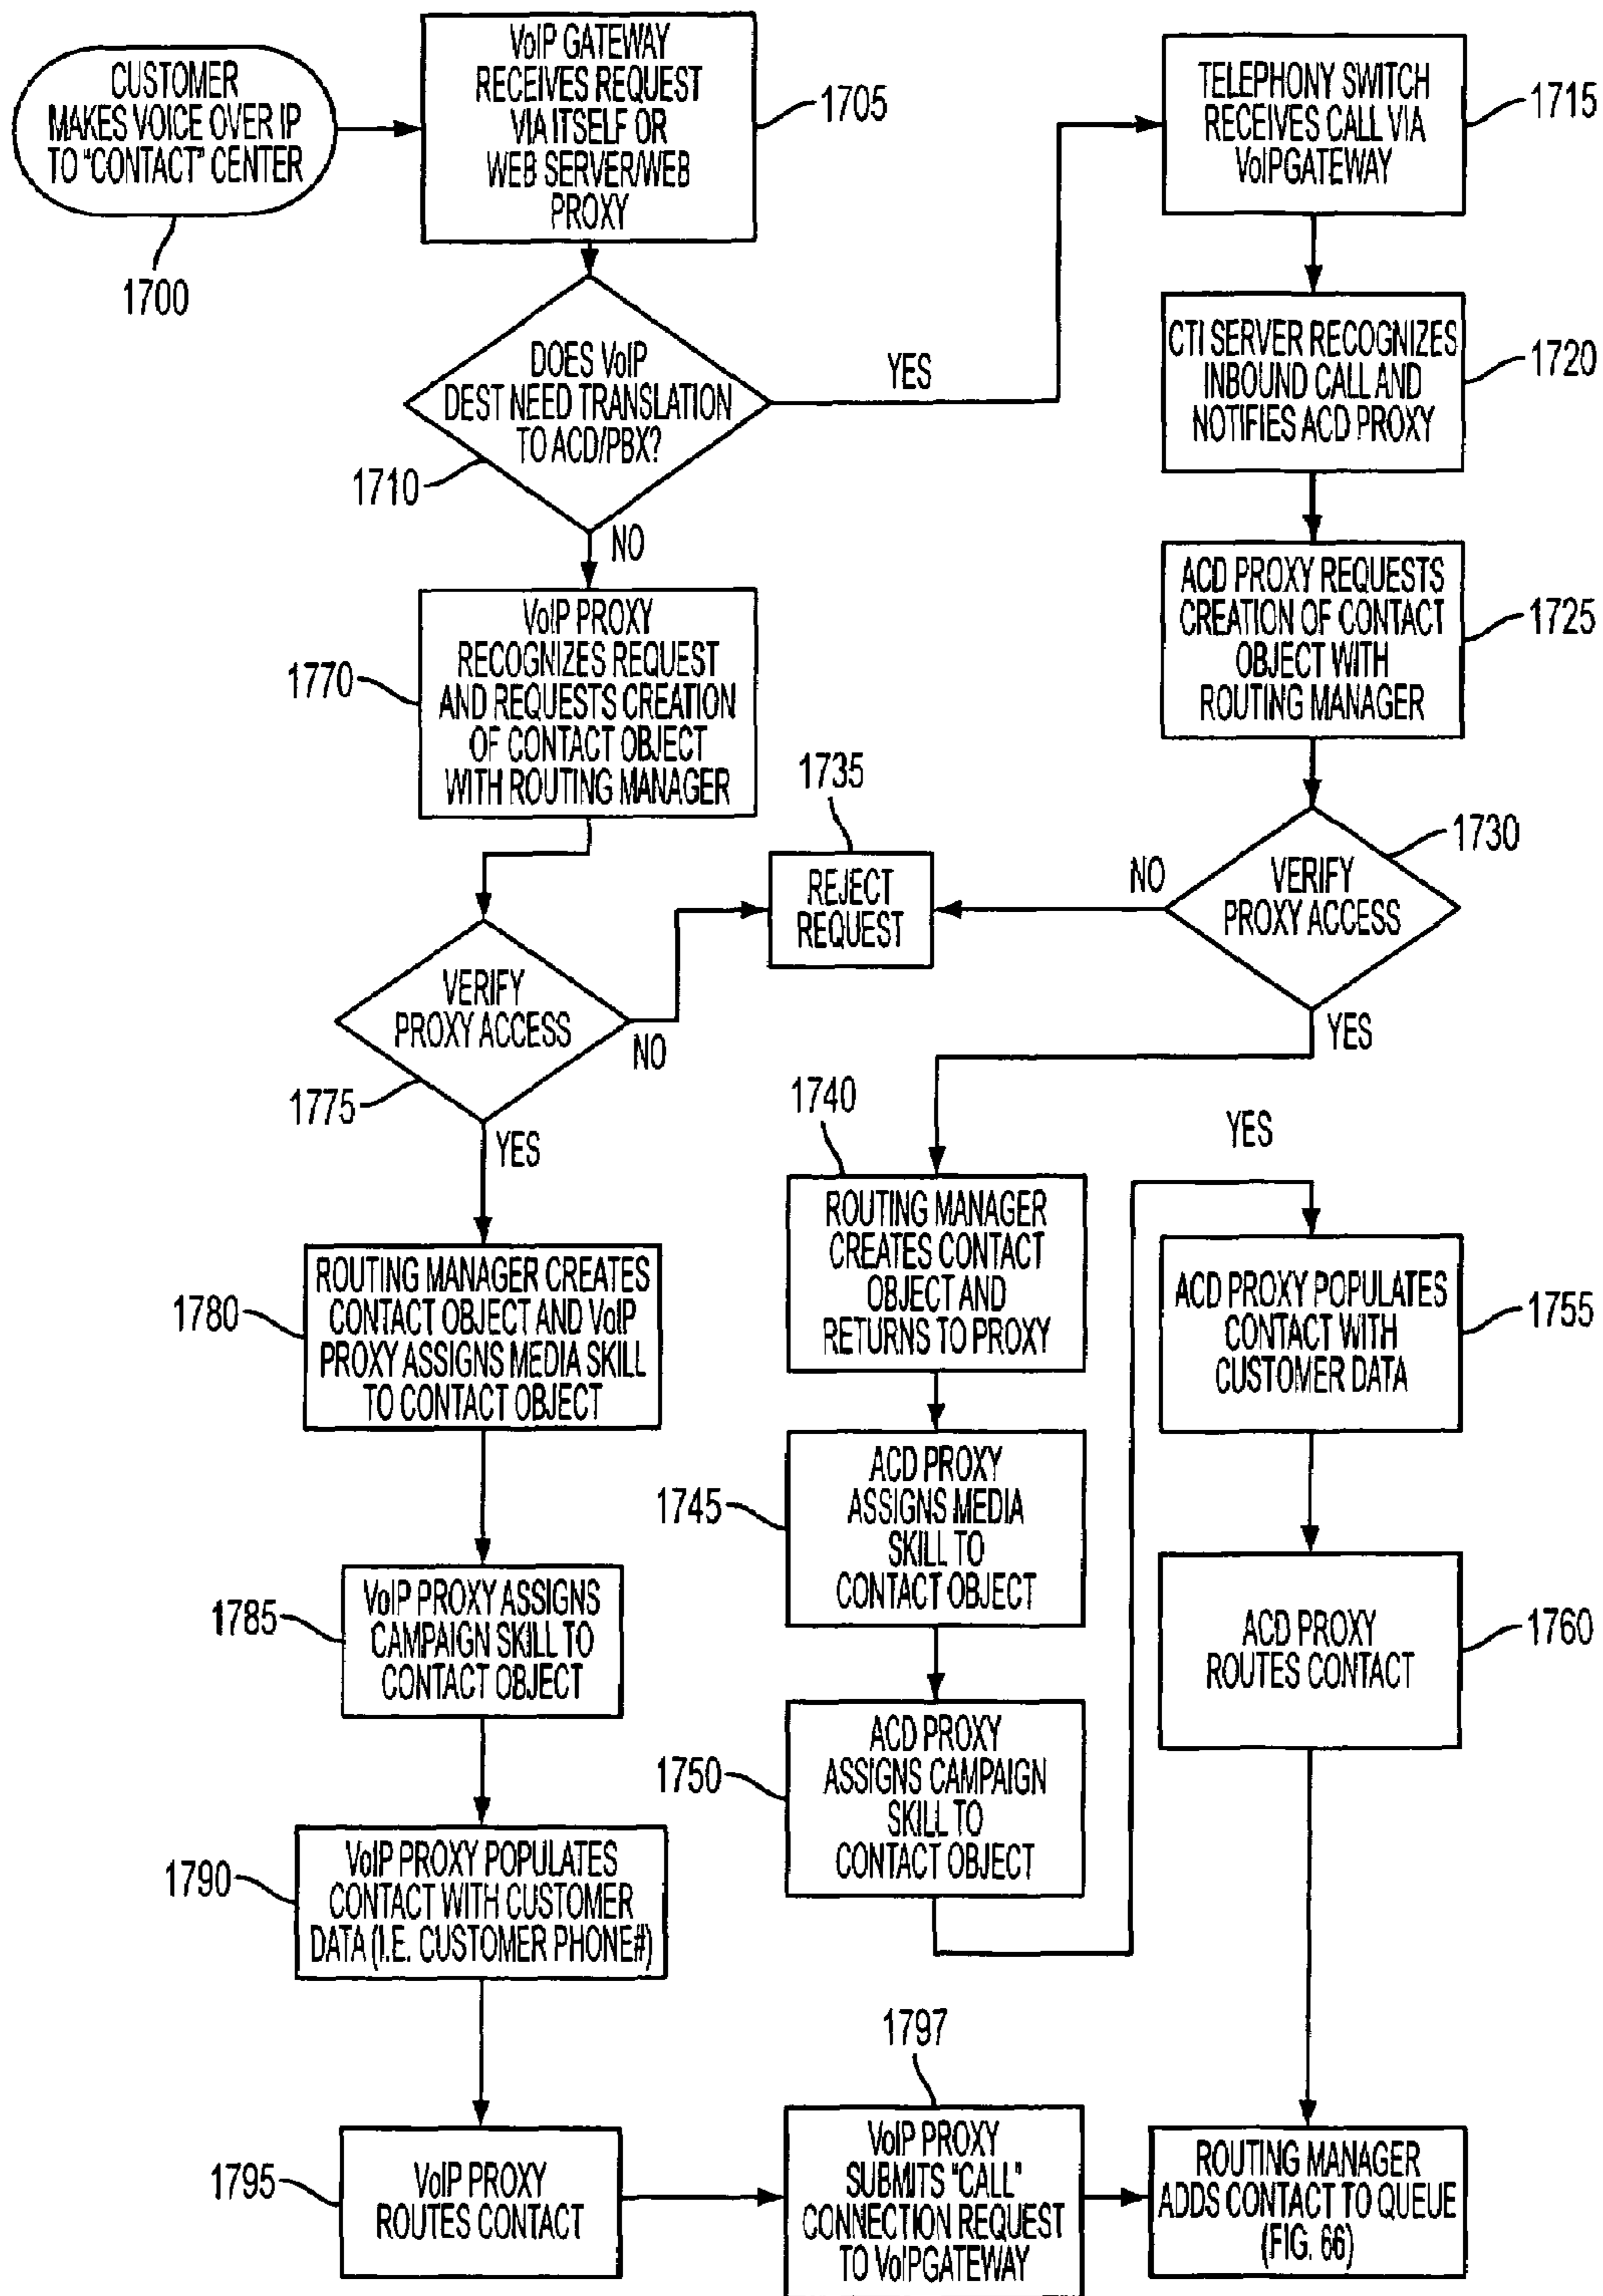 CUSTOMER
MAKES VOICE OVER IP
TO "CONTACT" CENTER
1700
VoIP GATEWAY
RECEIVES REQUEST
VIA ITSELF OR
WEB SERVER/WEB
PROXY
1705
DOES VoIP
DEST NEED TRANSLATION
TO ACD/PBX?
1710
YES
NO
TELEPHONY SWITCH
RECEIVES CALL VIA
VoIPGATEWAY
1715
CTI SERVER RECOGNIZES
INBOUND CALL AND
NOTIFIES ACD PROXY
1720
ACD PROXY REQUESTS
CREATION OF CONTACT
OBJECT WITH
ROUTING MANAGER
1725
VERIFY
PROXY ACCESS
1730
NO
YES
1735
REJECT
REQUEST
VoIP PROXY
RECOGNIZES REQUEST
AND REQUESTS CREATION
OF CONTACT OBJECT
WITH ROUTING MANAGER
1770
VERIFY
PROXY ACCESS
1775
NO
YES
ROUTING MANAGER CREATES
CONTACT OBJECT AND VoIP
PROXY ASSIGNS MEDIA SKILL
TO CONTACT OBJECT
1780
VoIP PROXY ASSIGNS
CAMPAIGN SKILL TO
CONTACT OBJECT
1785
VoIP PROXY POPULATES
CONTACT WITH CUSTOMER
DATA (I.E. CUSTOMER PHONE#)
1790
VoIP PROXY
ROUTES CONTACT
1795
1740
ROUTING MANAGER
CREATES CONTACT
OBJECT AND
RETURNS TO PROXY
ACD PROXY
ASSIGNS MEDIA
SKILL TO
CONTACT OBJECT
1745
ACD PROXY
ASSIGNS CAMPAIGN
SKILL TO
CONTACT OBJECT
1750
YES
ACD PROXY POPULATES
CONTACT WITH
CUSTOMER DATA
1755
ACD PROXY
ROUTES CONTACT
1760
1797
VoIP PROXY
SUBMITS "CALL"
CONNECTION REQUEST
TO VoIPGATEWAY
ROUTING MANAGER
ADDS CONTACT TO QUEUE
(FIG. 66)